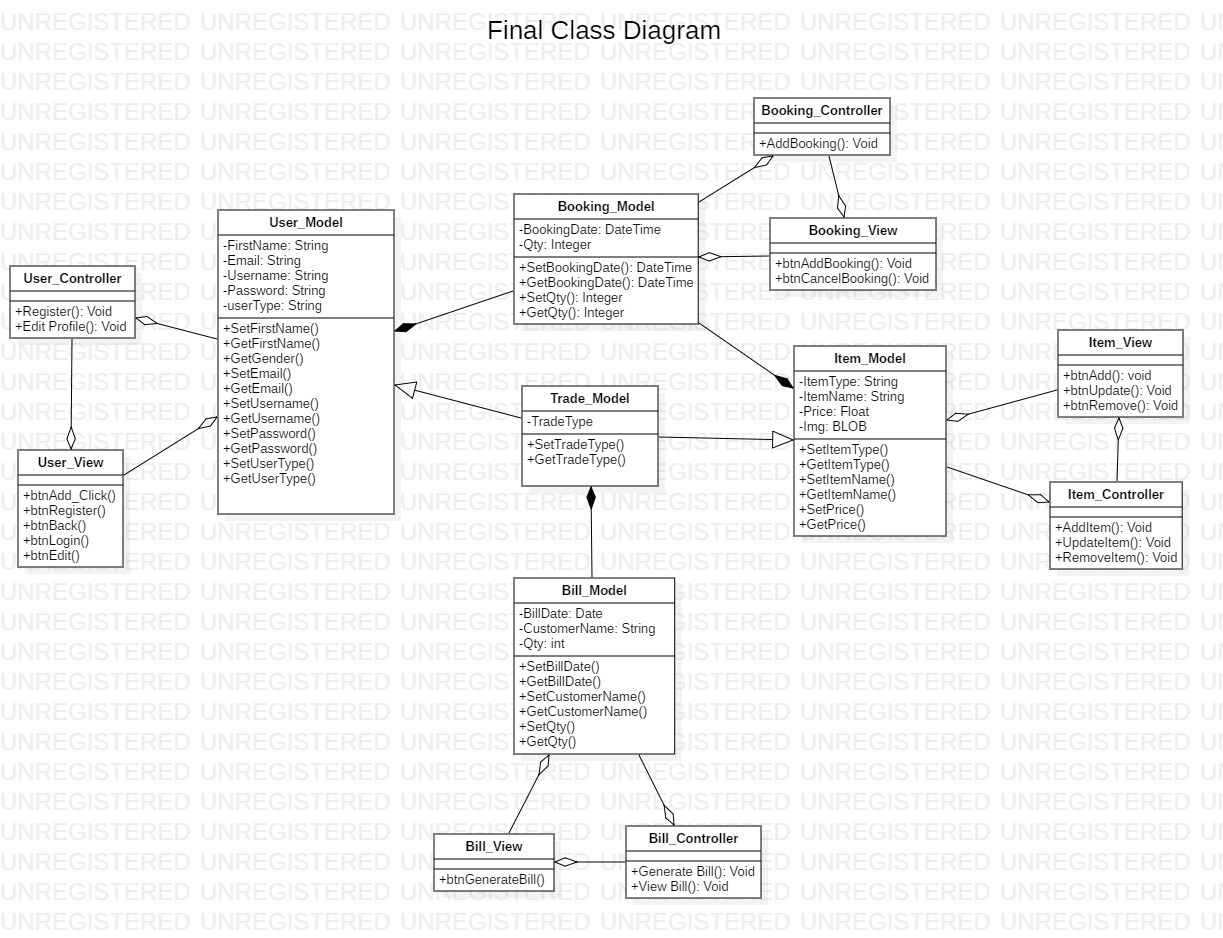 Final Class Diagram
Booking_Controller
+AddBooking(): Void
Booking_Model
-BookingDate: DateTime
-Qty: Integer
+SetBookingDate(): DateTime
+GetBookingDate(): DateTime
+SetQty(): Integer
+GetQty(): Integer
Booking_View
+btnAddBooking(): Void
+btnCancelBooking(): Void
User_Model
-FirstName: String
-Email: String
-Username: String
-Password: String
-userType: String
+SetFirstName()
+GetFirstName()
+GetGender()
+SetEmail()
+GetEmail()
+SetUsername()
+GetUsername()
+SetPassword()
+GetPassword()
+SetUserType()
+GetUserType()
User_Controller
+Register(): Void
+Edit Profile(): Void
User_View
+btnAdd_Click()
+btnRegister()
+btnBack()
+btnLogin()
+btnEdit()
Trade_Model
-TradeType
+SetTradeType()
+GetTradeType()
Item_Model
-ItemType: String
-ItemName: String
-Price: Float
-Img: BLOB
+SetItemType()
+GetItemType()
+SetItemName()
+GetItemName()
+SetPrice()
+GetPrice()
Item_View
+btnAdd(): void
+btnUpdate(): Void
+btnRemove(): Void
Item_Controller
+AddItem(): Void
+UpdateItem(): Void
+RemoveItem(): Void
Bill_Model
-BillDate: Date
-CustomerName: String
-Qty: int
+SetBillDate()
+GetBillDate()
+SetCustomerName()
+GetCustomerName()
+SetQty()
+GetQty()
Bill_View
+btnGenerateBill()
Bill_Controller
+Generate Bill(): Void
+View Bill(): Void
UNREGISTERED